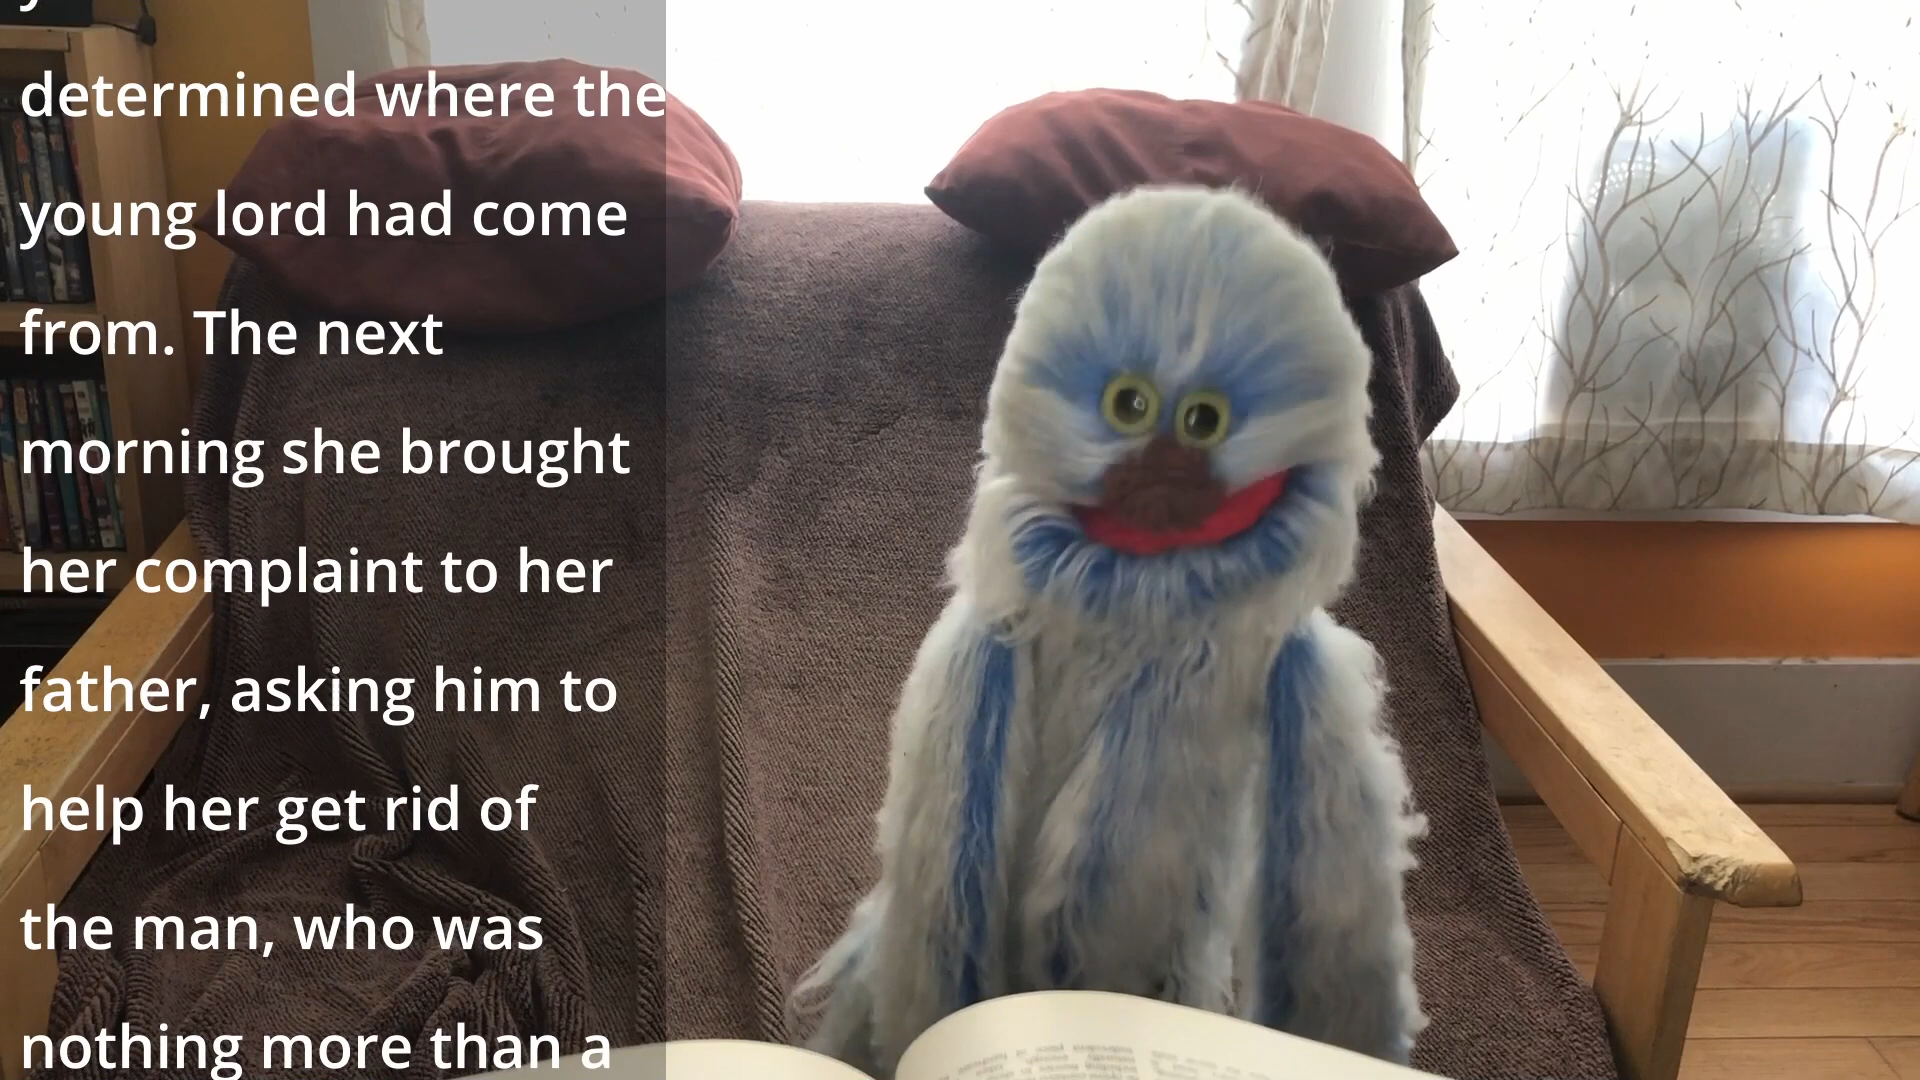 determined where the
young lord had come
from. The next
morning she brought
her complaint to her
father, asking him to
help her get rid of
the man, who was
nothing more than a